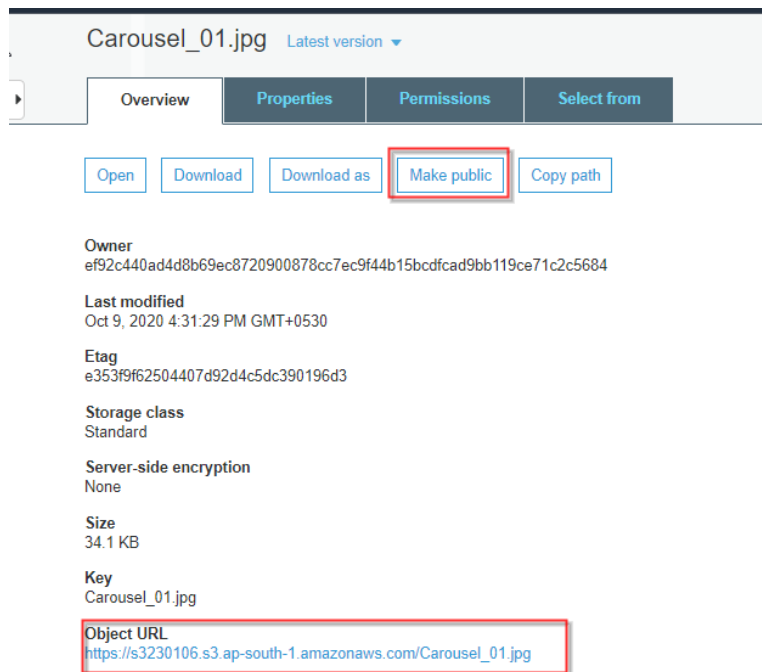 Carousel_01.jpg Latest version
Overview Properties Permissions Select from
Open Download Download as Make public Copy path
Owner
ef92c440ad4d8b69ec8720900878cc7ec9f44b15bcdfcad9bb119ce71c2c5684
Last modified
Oct 9, 2020 4:31:29 PM GMT+0530
Etag
e353f9f62504407d92d4c5dc390196d3
Storage class
Standard
Server-side encryption
None
Size
34.1 KB
Key
Carousel_01.jpg
Object URL
https://s3230106.s3.ap-south-1.amazonaws.com/Carousel_01.jpg